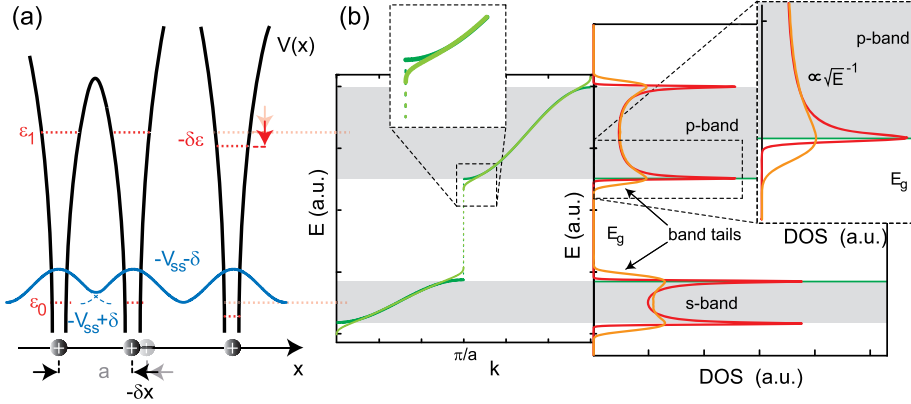 (a)
V(x)
ε1
-δε
-Vss-δ
ε0
-Vss+δ
+
+
+
+
a
x
-δx
(b)
E (a.u.)
π/a
k
E (a.u.)
p-band
Eg
band tails
s-band
DOS (a.u.)
p-band
∝√E⁻¹
Eg
DOS (a.u.)